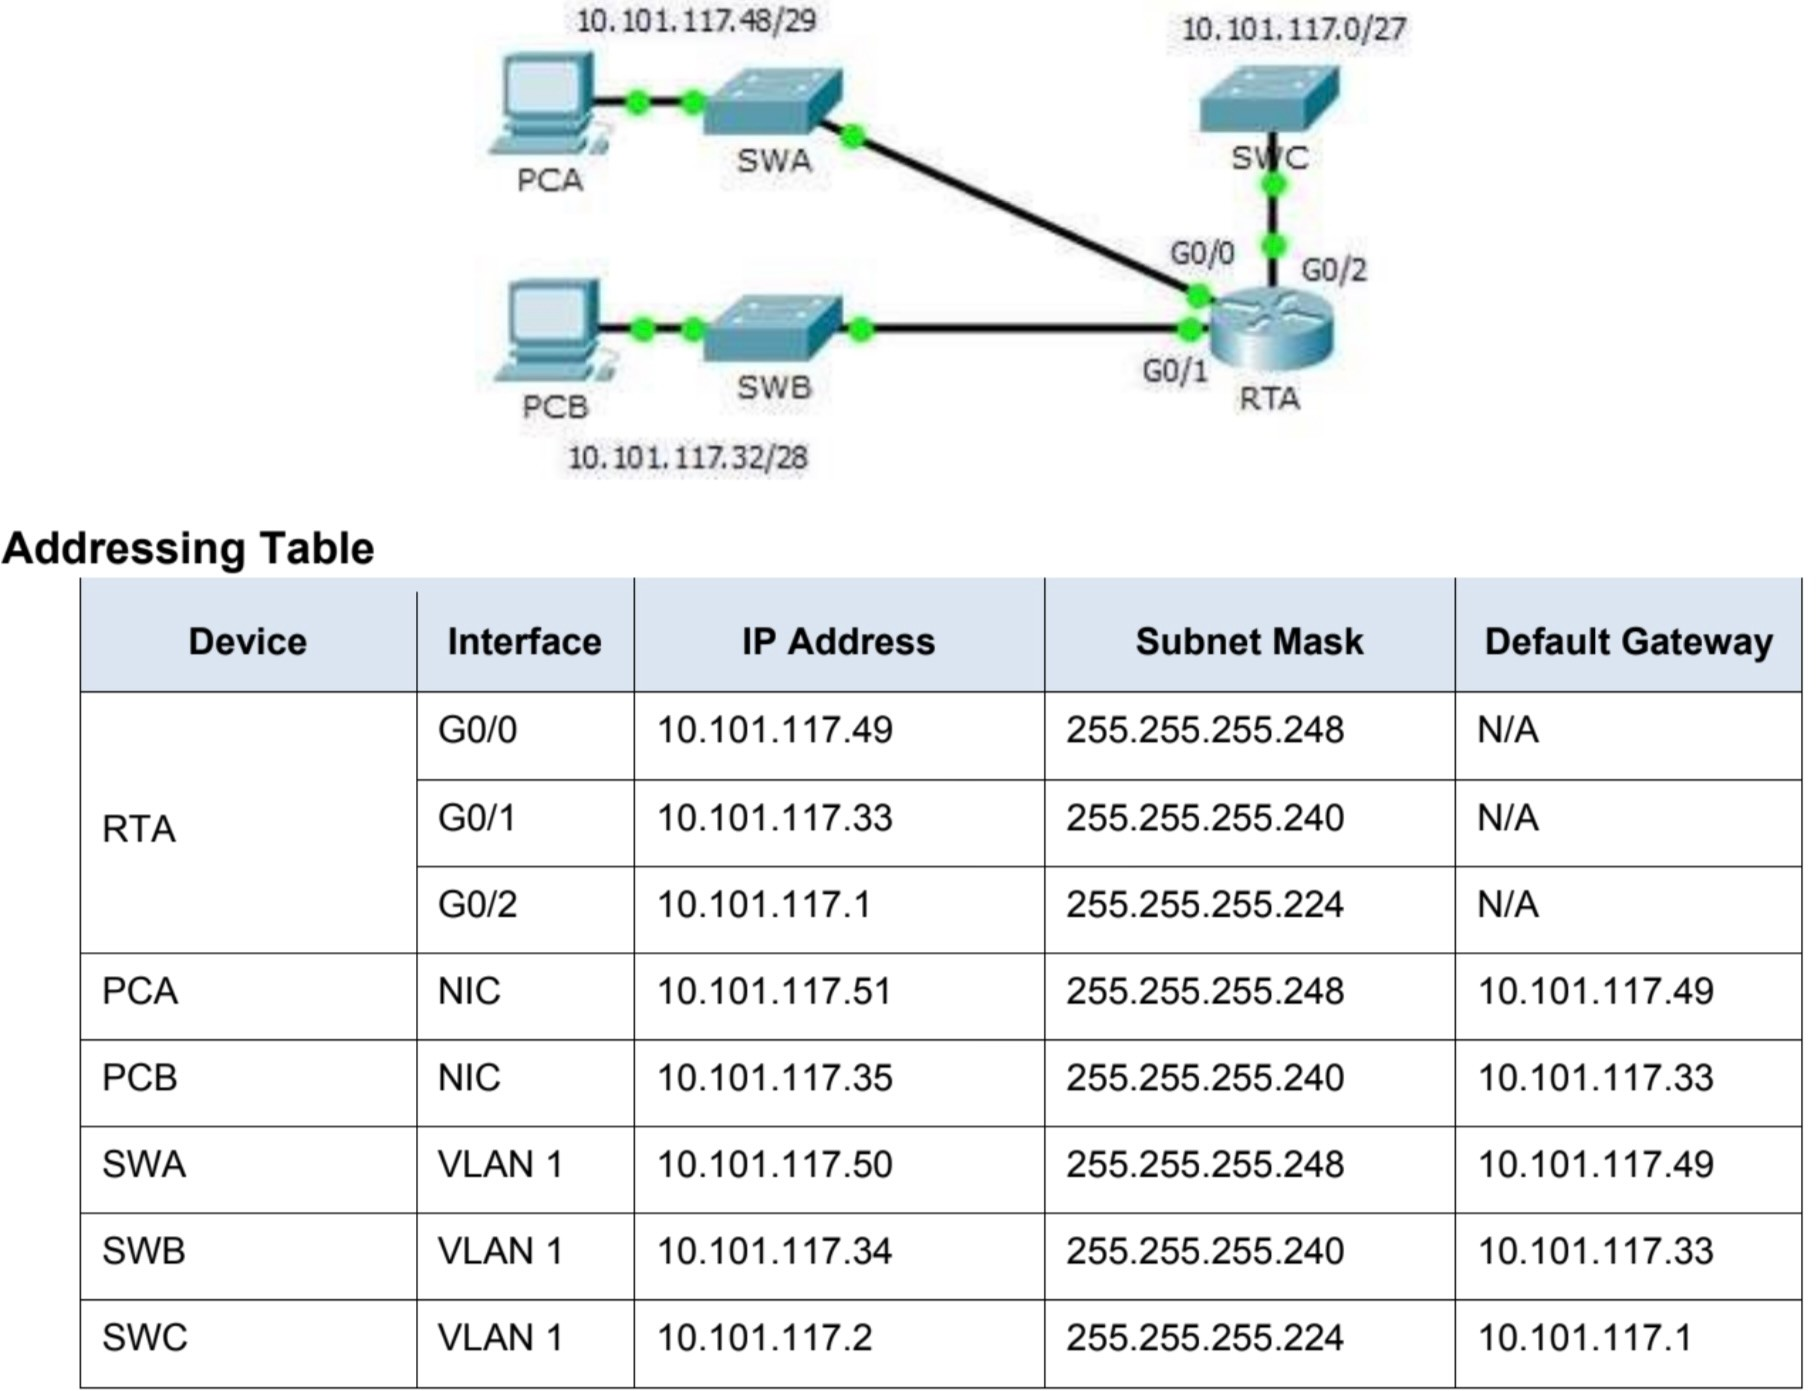 10.101.117.48/29
10.101.117.0/27
PCA
SWA
SWC
G0/0
G0/2
PCB
SWB
G0/1
RTA
10.101.117.32/28
Addressing Table
Device Interface IP Address Subnet Mask Default Gateway
RTA G0/0 10.101.117.49 255.255.255.248 N/A
G0/1 10.101.117.33 255.255.255.240 N/A
G0/2 10.101.117.1 255.255.255.224 N/A
PCA NIC 10.101.117.51 255.255.255.248 10.101.117.49
PCB NIC 10.101.117.35 255.255.255.240 10.101.117.33
SWA VLAN 1 10.101.117.50 255.255.255.248 10.101.117.49
SWB VLAN 1 10.101.117.34 255.255.255.240 10.101.117.33
SWC VLAN 1 10.101.117.2 255.255.255.224 10.101.117.1